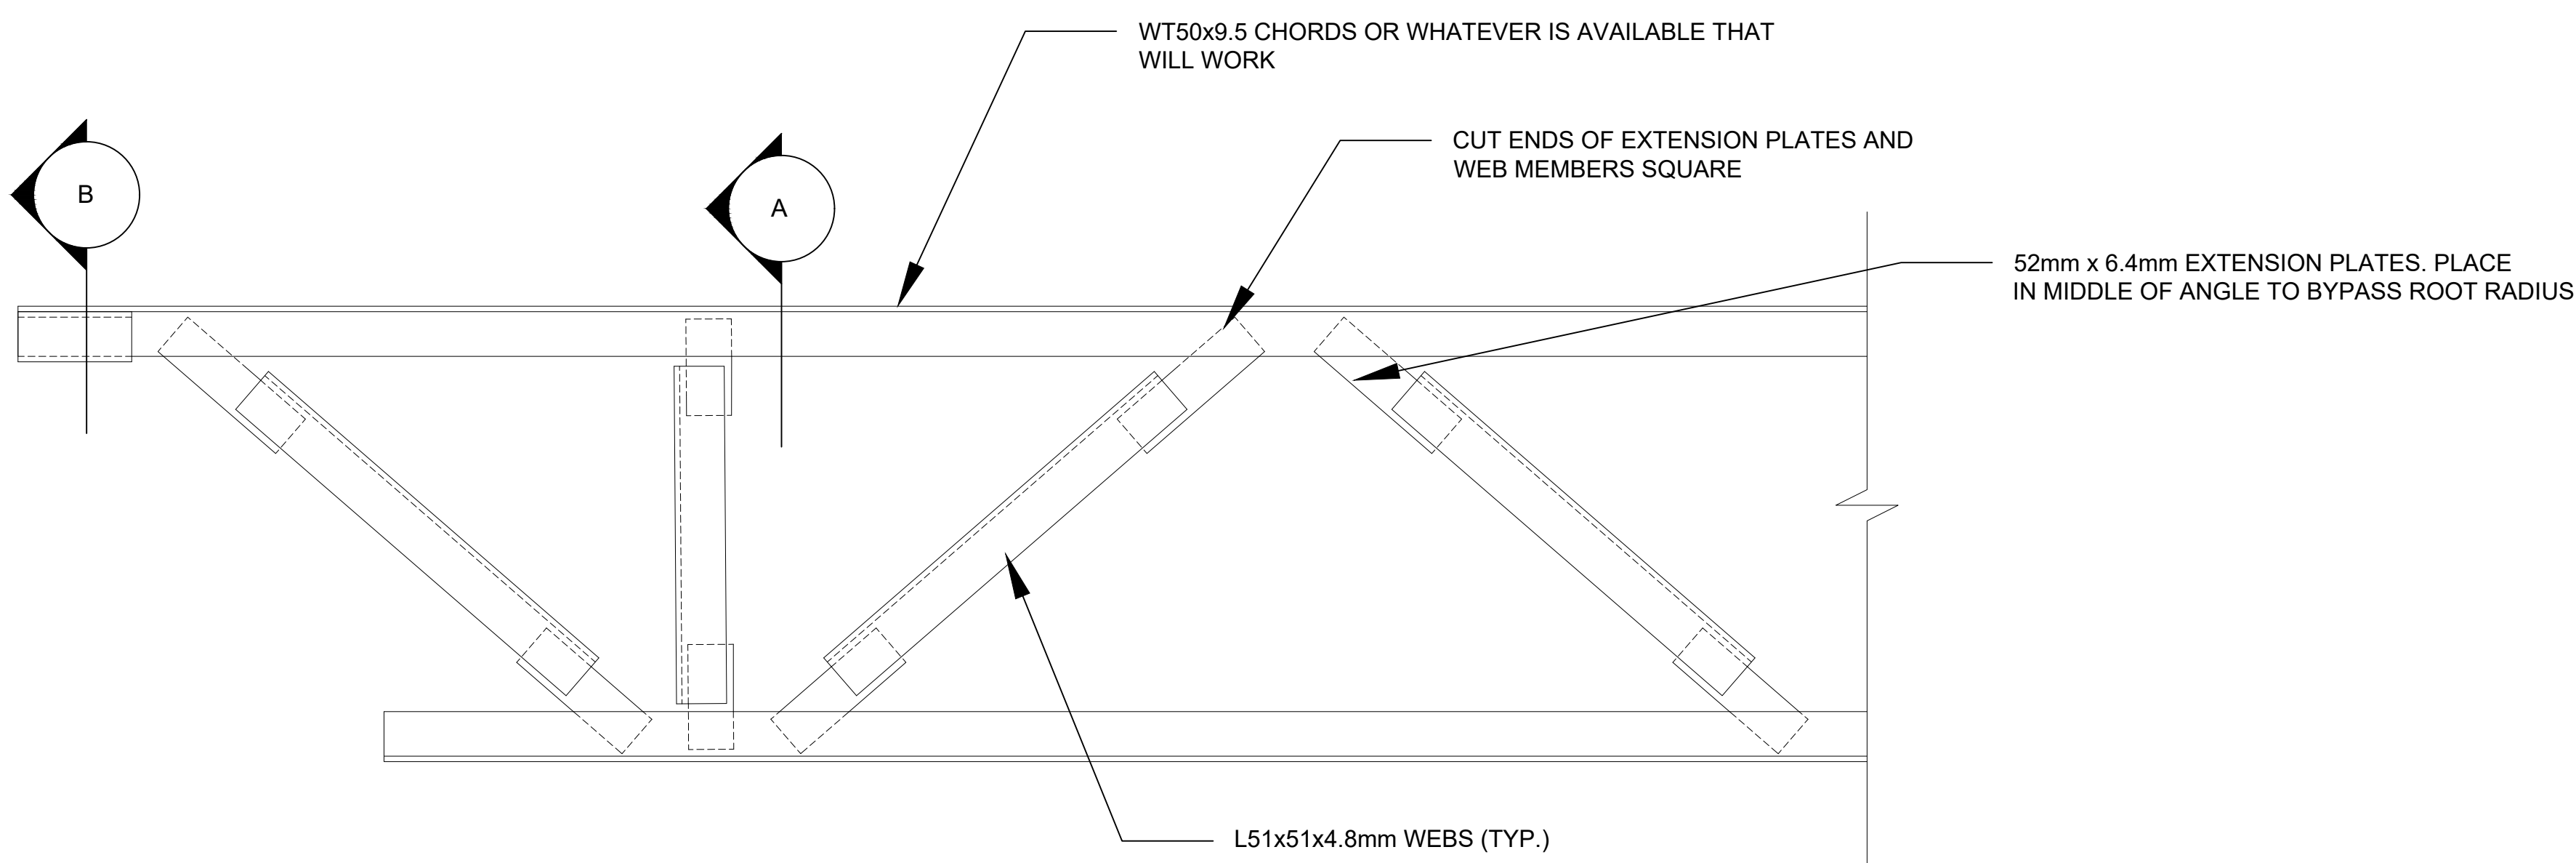 WT50x9.5 CHORDS OR WHATEVER IS AVAILABLE THAT
WILL WORK
CUT ENDS OF EXTENSION PLATES AND
WEB MEMBERS SQUARE
B
A
52mm x 6.4mm EXTENSION PLATES. PLACE
IN MIDDLE OF ANGLE TO BYPASS ROOT RADIUS
L51x51x4.8mm WEBS (TYP.)